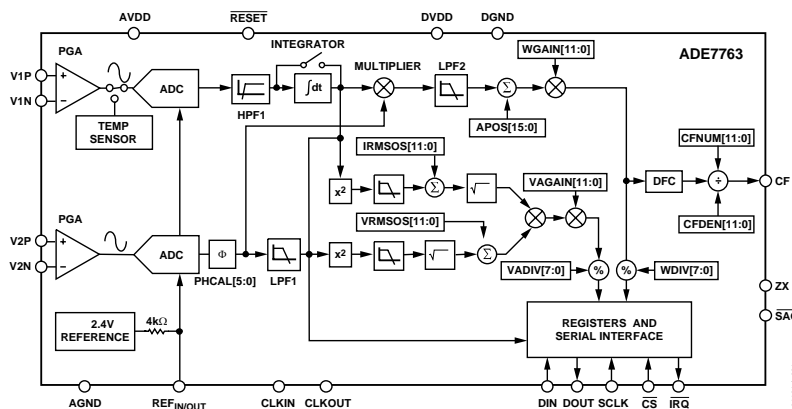 AVDD
RESET
DVDD
DGND
PGA
INTEGRATOR
WGAIN[11:0]
ADE7763
V1P
+
ADC
∫dt
MULTIPLIER
LPF2
Σ
V1N
−
HPF1
TEMP
SENSOR
APOS[15:0]
CFNUM[11:0]
IRMSOS[11:0]
DFC
÷
CF
x²
Σ
√
VAGAIN[11:0]
PGA
VRMSOS[11:0]
CFDEN[11:0]
V2P
+
ADC
Φ
x²
√
Σ
V2N
−
PHCAL[5:0]
LPF1
VADIV[7:0]
%
%
WDIV[7:0]
ZX
2.4V
REFERENCE
4kΩ
REGISTERS AND
SERIAL INTERFACE
SAG
AGND
REFIN/OUT
CLKIN
CLKOUT
DIN
DOUT
SCLK
CS
IRQ